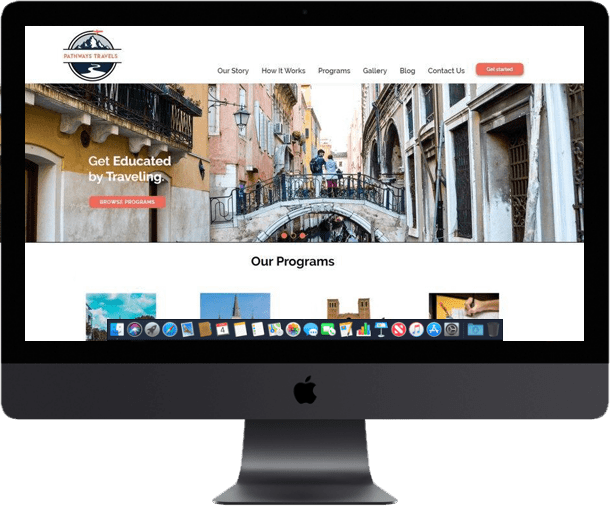 PATHWAYS TRAVELS
Our Story How It Works Programs Gallery Blog Contact Us Get started
Get Educated
by Traveling.
BROWSE PROGRAMS
Our Programs